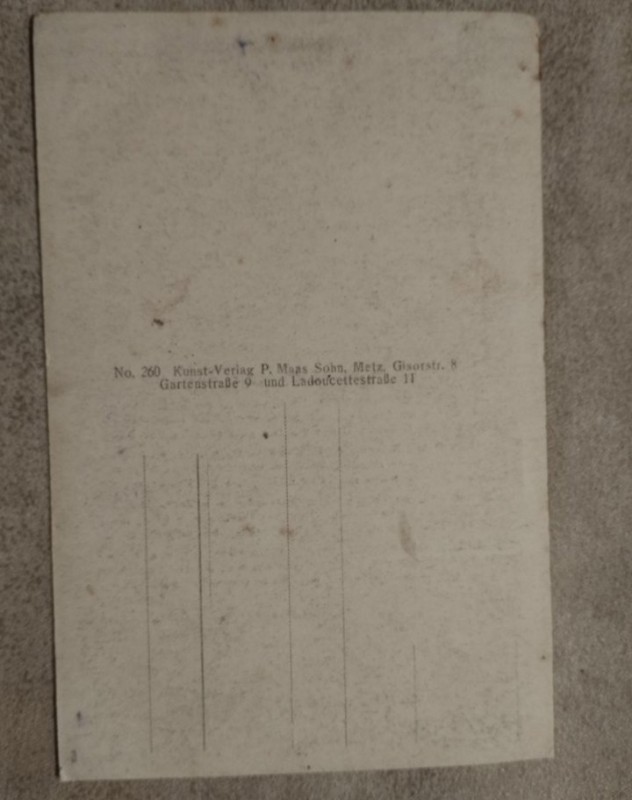 No. 260 Kunst-Verlag P. Maas Sohn, Metz, Gisorstr. 8
Gartenstraße 9 und Ladoucettestraße 11